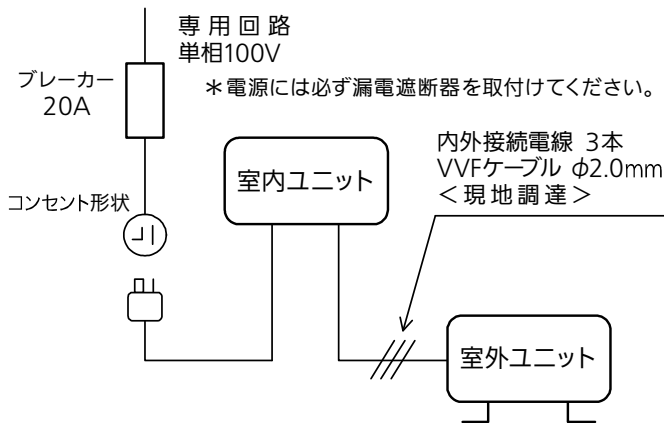 専用回路
単相100V
ブレーカー
20A
＊電源には必ず漏電遮断器を取付けてください。
内外接続電線 3本
VVFケーブル φ2.0mm
＜現地調達＞
室内ユニット
コンセント形状
室外ユニット